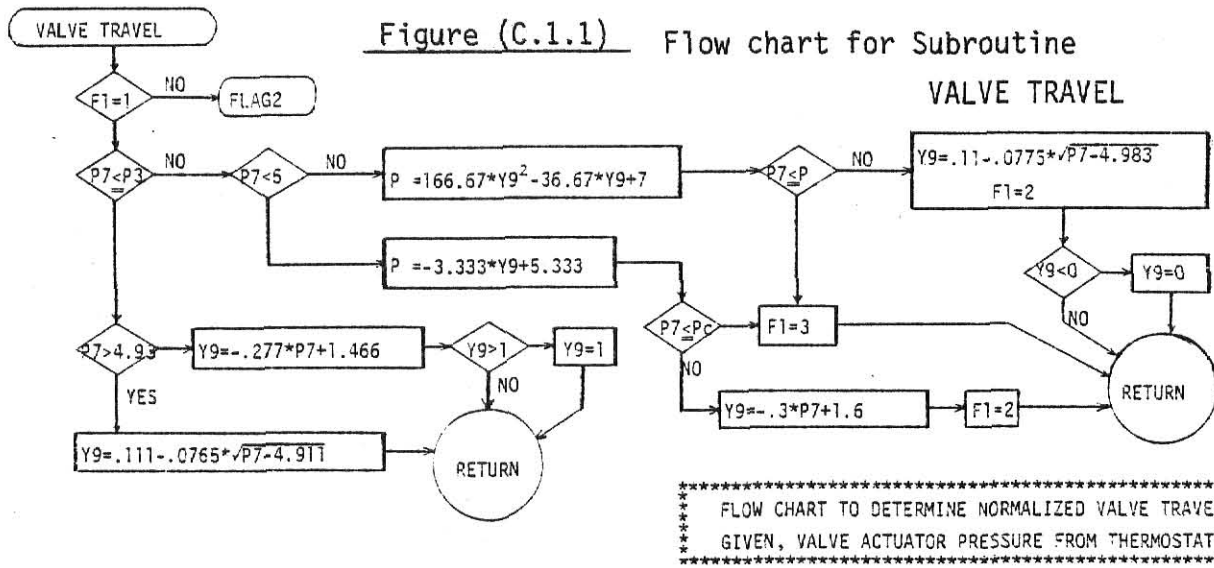 VALVE TRAVEL
Figure (C.1.1) Flow chart for Subroutine
VALVE TRAVEL
F1=1
NO
FLAG2
P7≤P3
NO
P7<5
NO
P =166.67*Y9²-36.67*Y9+7
P7≤P
NO
Y9=.11-.0775*√P7-4.983
F1=2
P =-3.333*Y9+5.333
Y9<0
Y9=0
NO
P7≤Pc
F1=3
NO
P7>4.93
Y9=-.277*P7+1.466
Y9>1
Y9=1
YES
NO
RETURN
Y9=-.3*P7+1.6
F1=2
Y9=.111-.0765*√P7-4.911
RETURN
FLOW CHART TO DETERMINE NORMALIZED VALVE TRAVE
GIVEN, VALVE ACTUATOR PRESSURE FROM THERMOSTAT